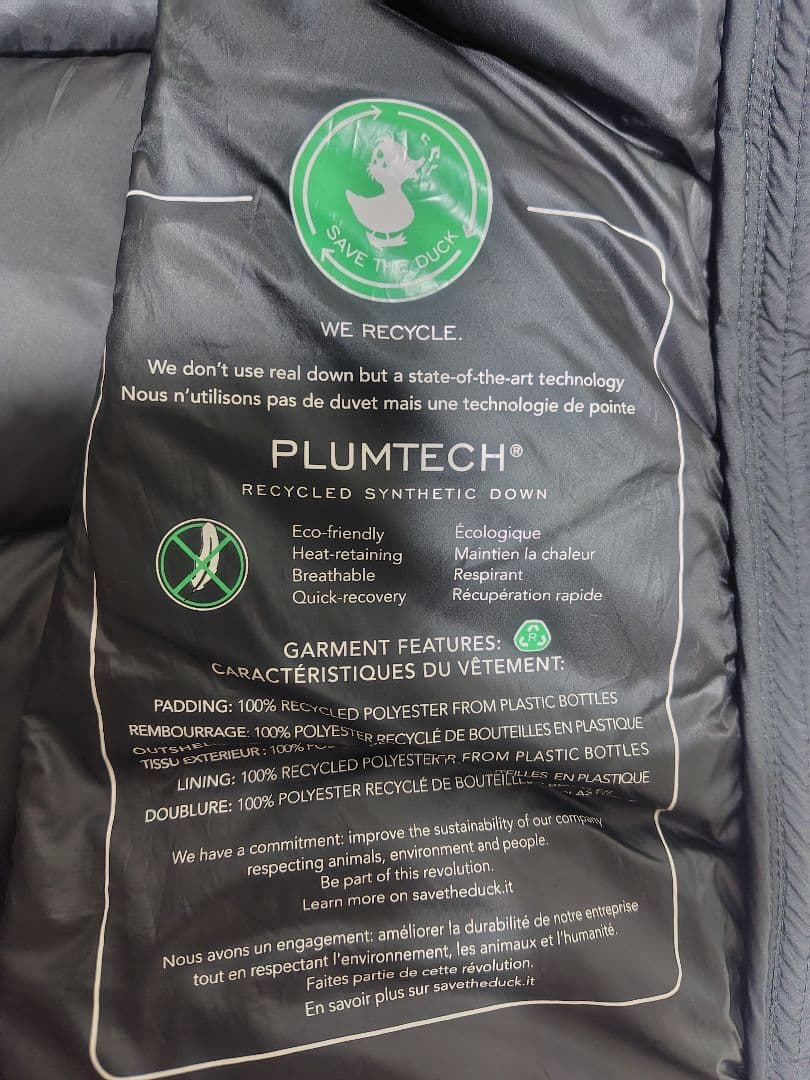 SAVE THE DUCK
WE RECYCLE.
We don't use real down but a state-of-the-art technology
Nous n'utilisons pas de duvet mais une technologie de pointe
PLUMTECH®
RECYCLED SYNTHETIC DOWN
Eco-friendly Écologique
Heat-retaining Maintien la chaleur
Breathable Respirant
Quick-recovery Récupération rapide
GARMENT FEATURES: R
CARACTÉRISTIQUES DU VÊTEMENT:
PADDING: 100% RECYCLED POLYESTER FROM PLASTIC BOTTLES
REMBOURRAGE: 100% POLYESTER RECYCLÉ DE BOUTEILLES EN PLASTIQUE
TISSU EXTERIEUR: 100%
LINING: 100% RECYCLED POLYESTER FROM PLASTIC BOTTLES
DOUBLURE: 100% POLYESTER RECYCLÉ DE BOUTEILLES EN PLASTIQUE
We have a commitment: improve the sustainability of our company
respecting animals, environment and people.
Be part of this revolution.
Learn more on savetheduck.it
Nous avons un engagement: améliorer la durabilité de notre entreprise
tout en respectant l'environnement, les animaux et l'humanité.
Faites partie de cette révolution.
En savoir plus sur savetheduck.it